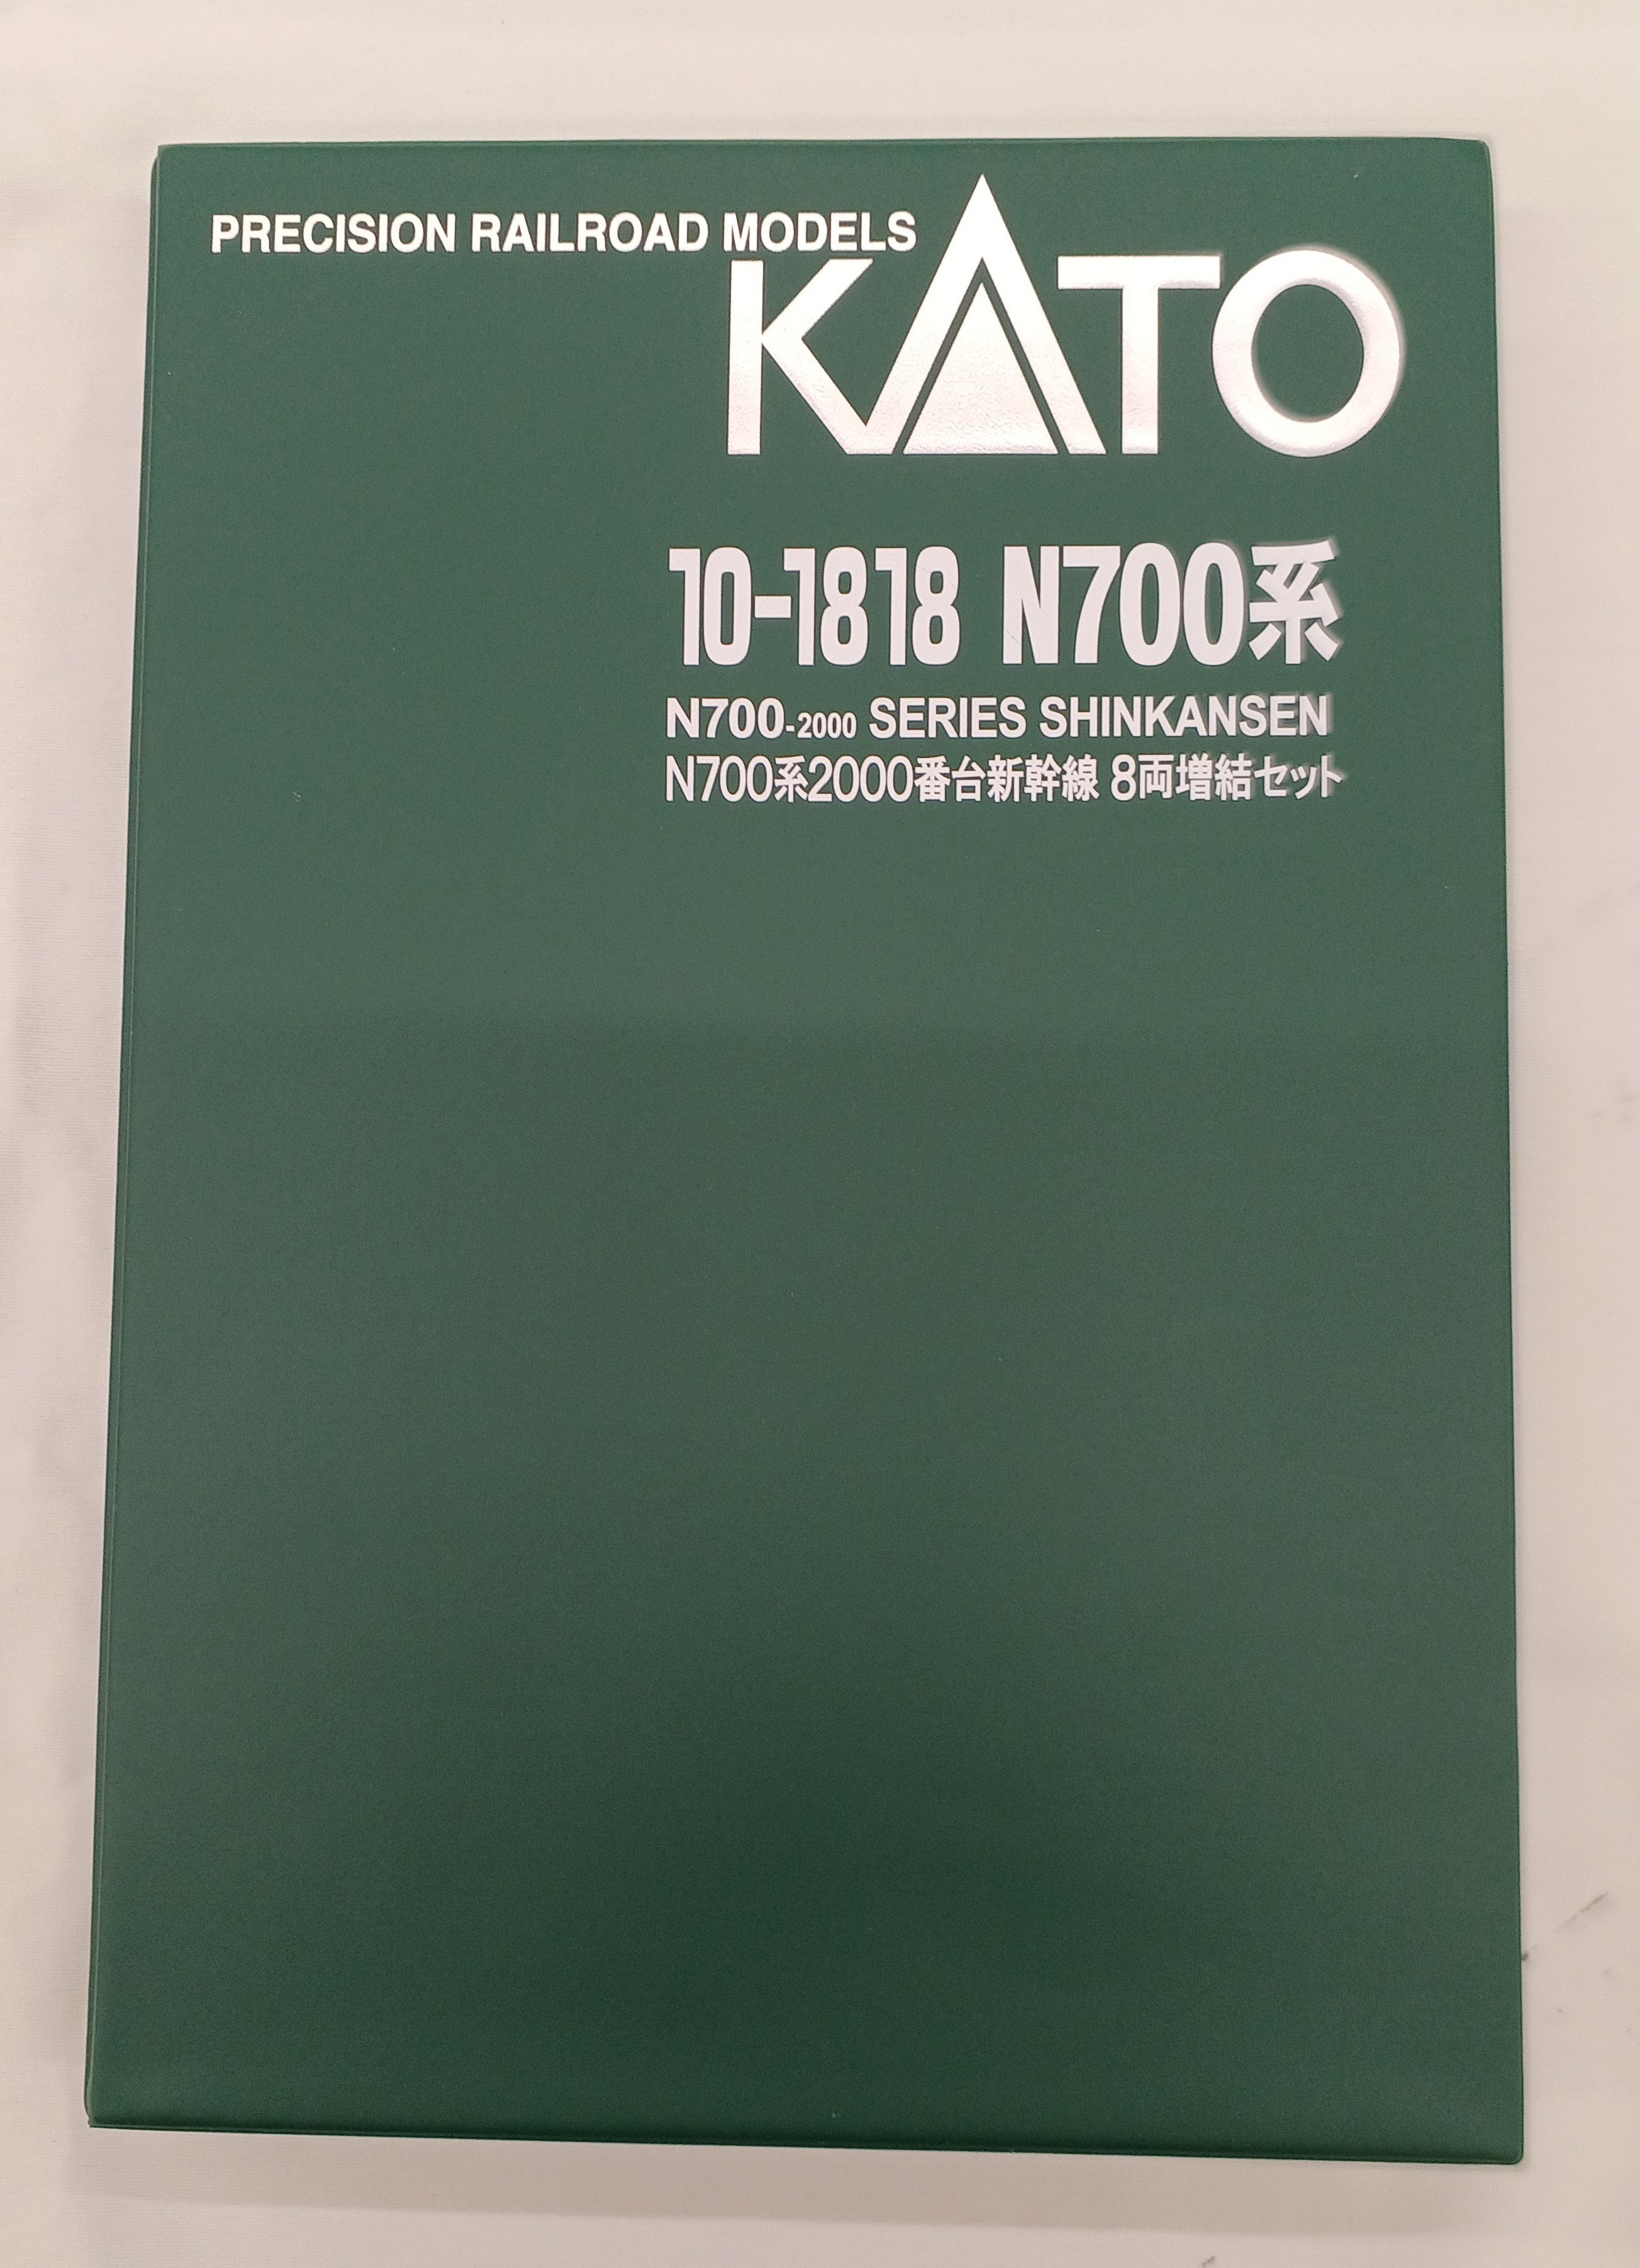 PRECISION RAILROAD MODELS
KATO
10-1818 N700系
N700-2000 SERIES SHINKANSEN
N700系2000番台新幹線 8両増結セット